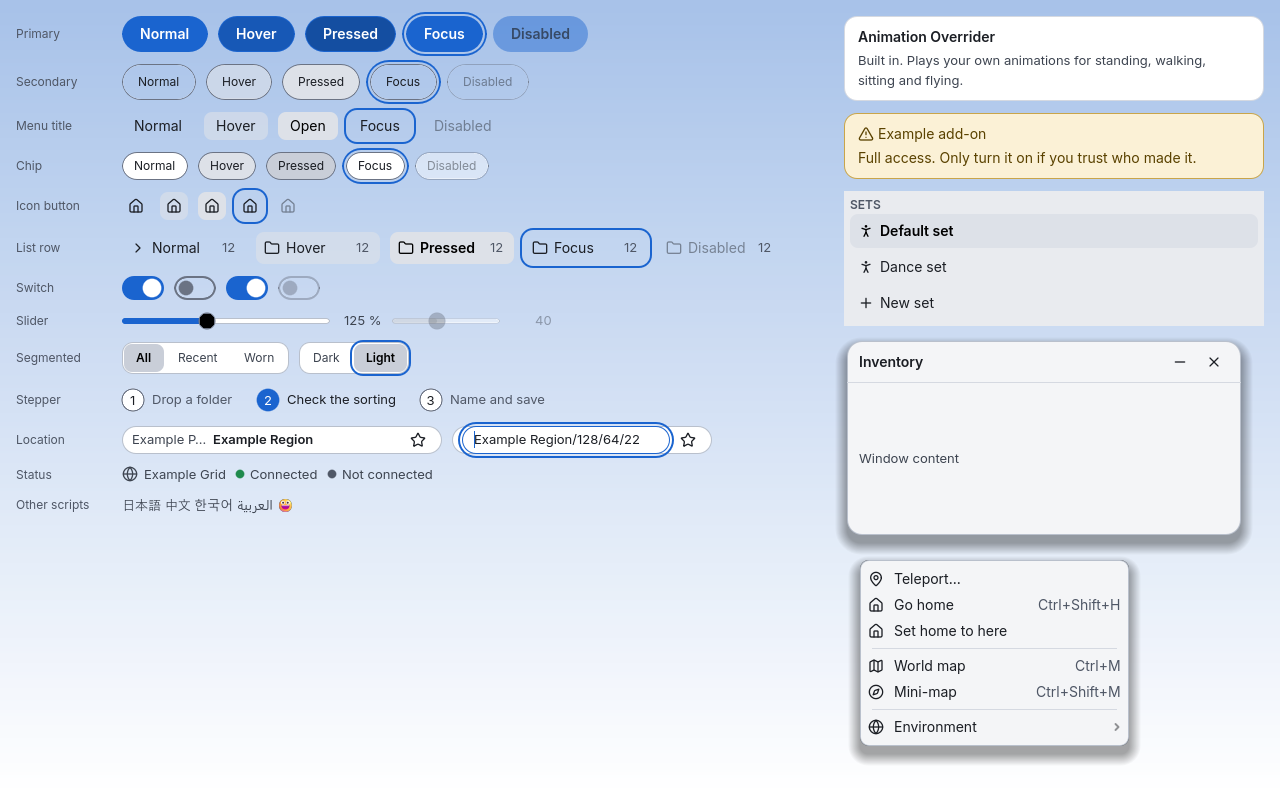 Primary Normal Hover Pressed Focus Disabled
Secondary Normal Hover Pressed Focus Disabled
Menu title Normal Hover Open Focus Disabled
Chip Normal Hover Pressed Focus Disabled
Icon button
List row Normal 12 Hover 12 Pressed 12 Focus 12 Disabled 12
Switch
Slider 125 % 40
Segmented All Recent Worn Dark Light
Stepper 1 Drop a folder 2 Check the sorting 3 Name and save
Location Example P... Example Region Example Region/128/64/22
Status Example Grid Connected Not connected
Other scripts 日本語 中文 한국어 العربية 😀
Animation Overrider
Built in. Plays your own animations for standing, walking,
sitting and flying.
Example add-on
Full access. Only turn it on if you trust who made it.
SETS
Default set
Dance set
New set
Inventory
Window content
Teleport...
Go home Ctrl+Shift+H
Set home to here
World map Ctrl+M
Mini-map Ctrl+Shift+M
Environment